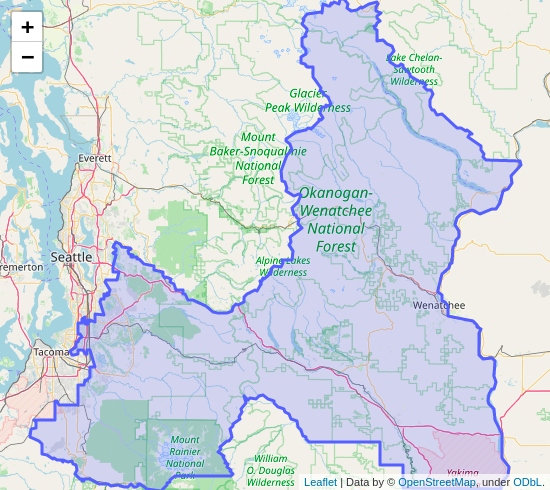 +
−
Lake Chelan-
Sawtooth
Wilderness
Glacier
Peak Wilderness
Mount
Baker-Snoqualmie
National
Forest
Everett
Okanogan-
Wenatchee
National
Forest
Seattle
Alpine Lakes
Wilderness
remerton
Wenatchee
Tacoma
Mount
Rainier
National
Park
William
O. Douglas
Wilderness
Yakima
Leaflet | Data by © OpenStreetMap, under ODbL.